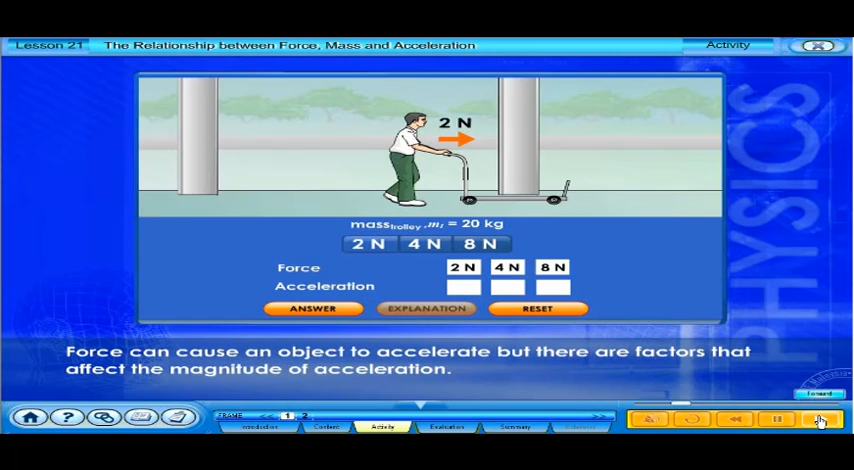 Lesson 21 The Relationship between Force, Mass and Acceleration Activity
PHYSICS
2 N
mass trolley, m₁ = 20 kg
2 N 4 N 8 N
Force 2 N 4 N 8 N
Acceleration
ANSWER EXPLANATION RESET
Force can cause an object to accelerate but there are factors that
affect the magnitude of acceleration.
Forward
FRAME << 1 2 >>
Introduction Content Activity Evaluation Summary